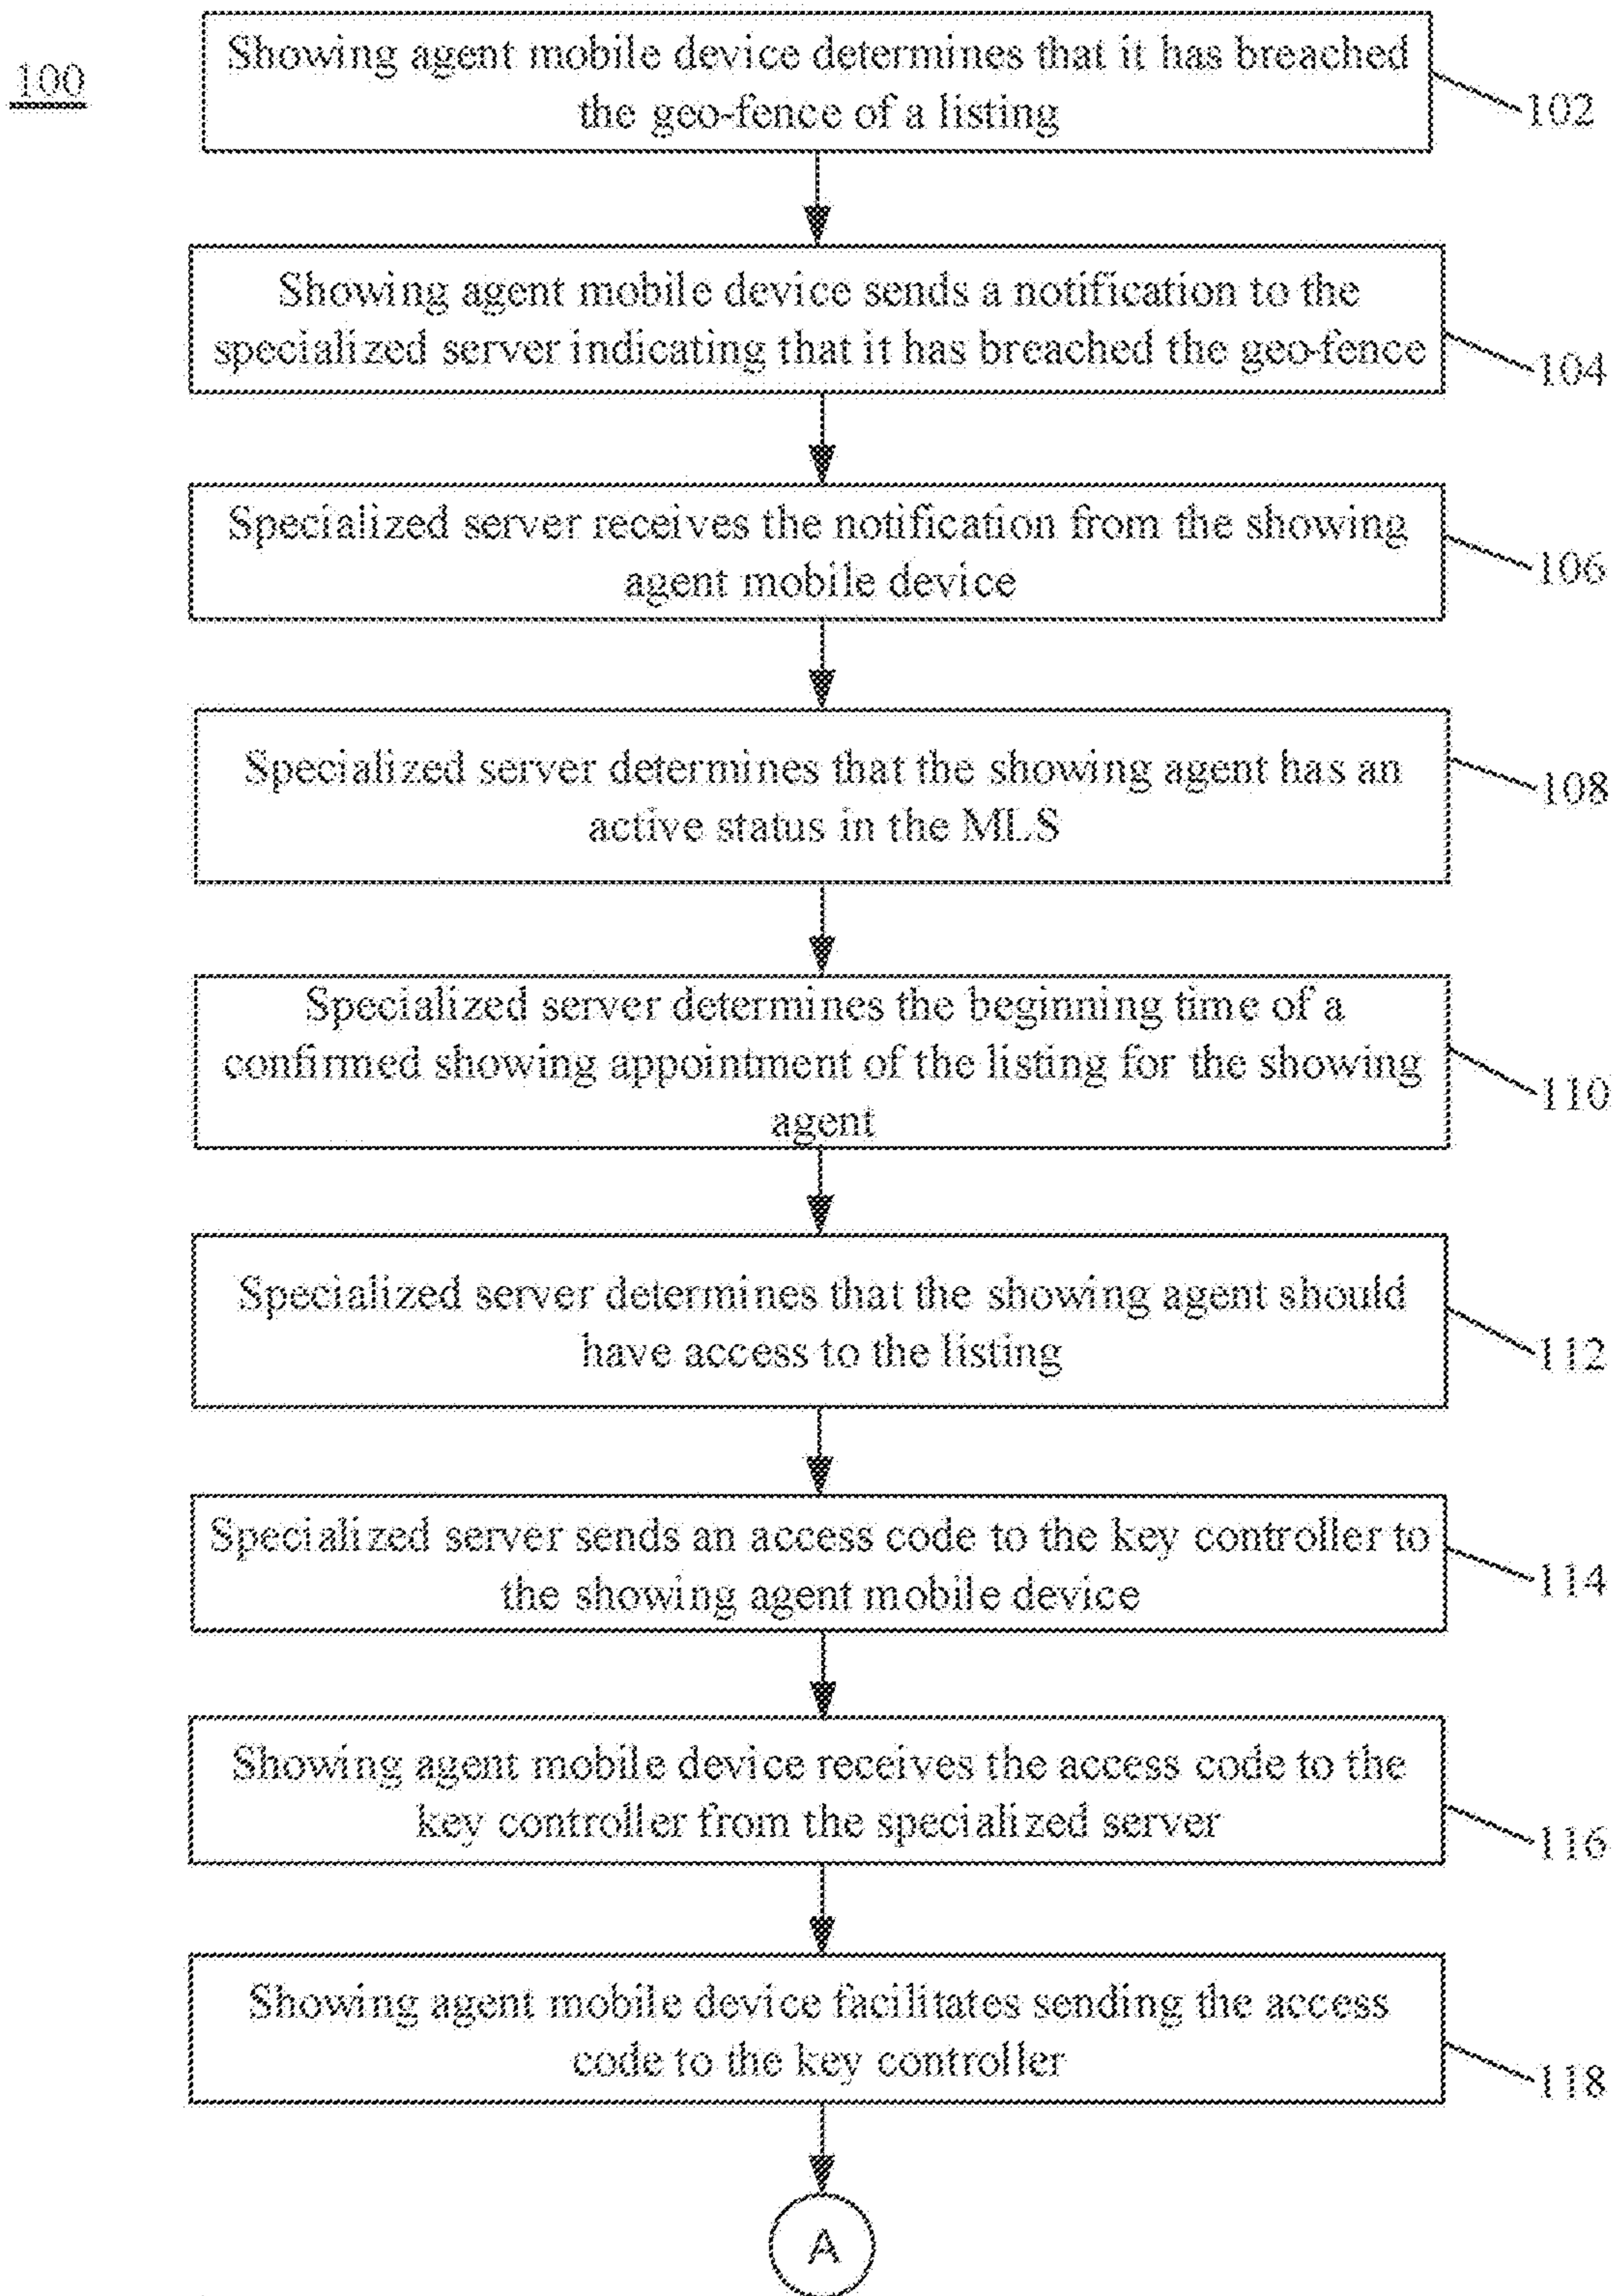 100
Showing agent mobile device determines that it has breached
the geo-fence of a listing
102
Showing agent mobile device sends a notification to the
specialized server indicating that it has breached the geo-fence
104
Specialized server receives the notification from the showing
agent mobile device
106
Specialized server determines that the showing agent has an
active status in the MLS
108
Specialized server determines the beginning time of a
confirmed showing appointment of the listing for the showing
agent
110
Specialized server determines that the showing agent should
have access to the listing
112
Specialized server sends an access code to the key controller to
the showing agent mobile device
114
Showing agent mobile device receives the access code to the
key controller from the specialized server
116
Showing agent mobile device facilitates sending the access
code to the key controller
118
A